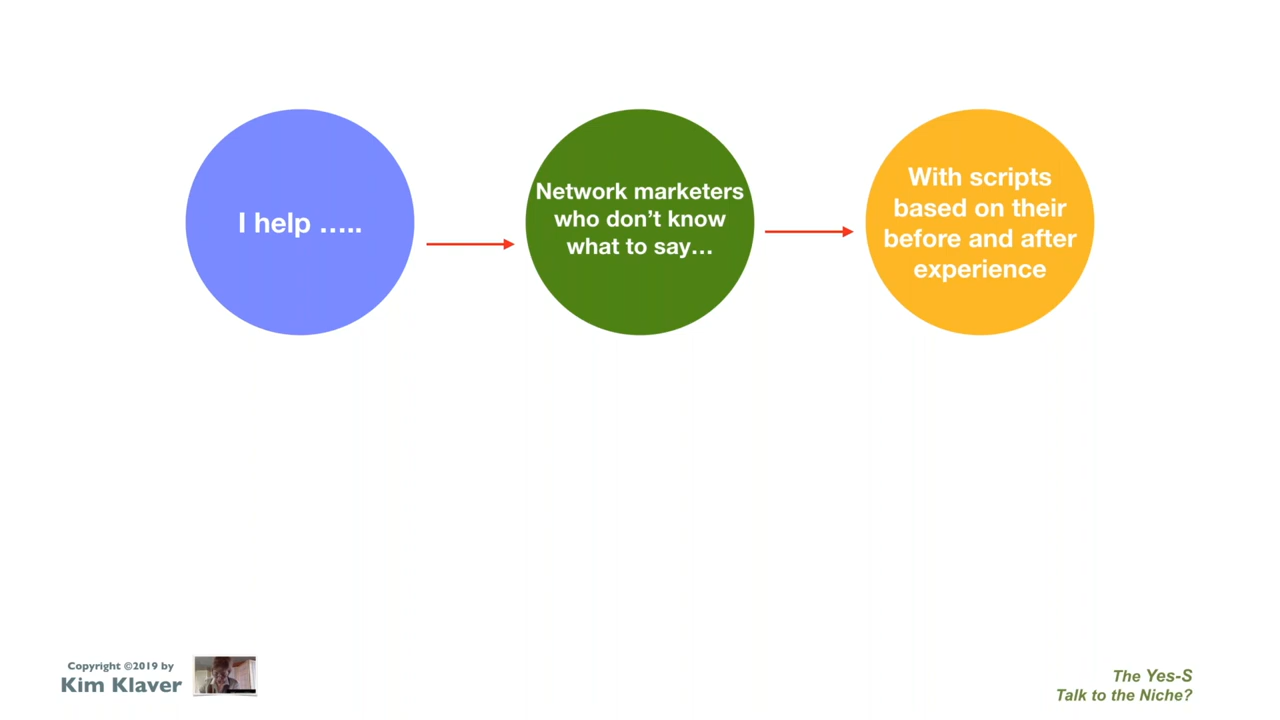 I help …..
Network marketers
who don’t know
what to say…
With scripts
based on their
before and after
experience
Copyright ©2019 by
Kim Klaver
The Yes-S
Talk to the Niche?